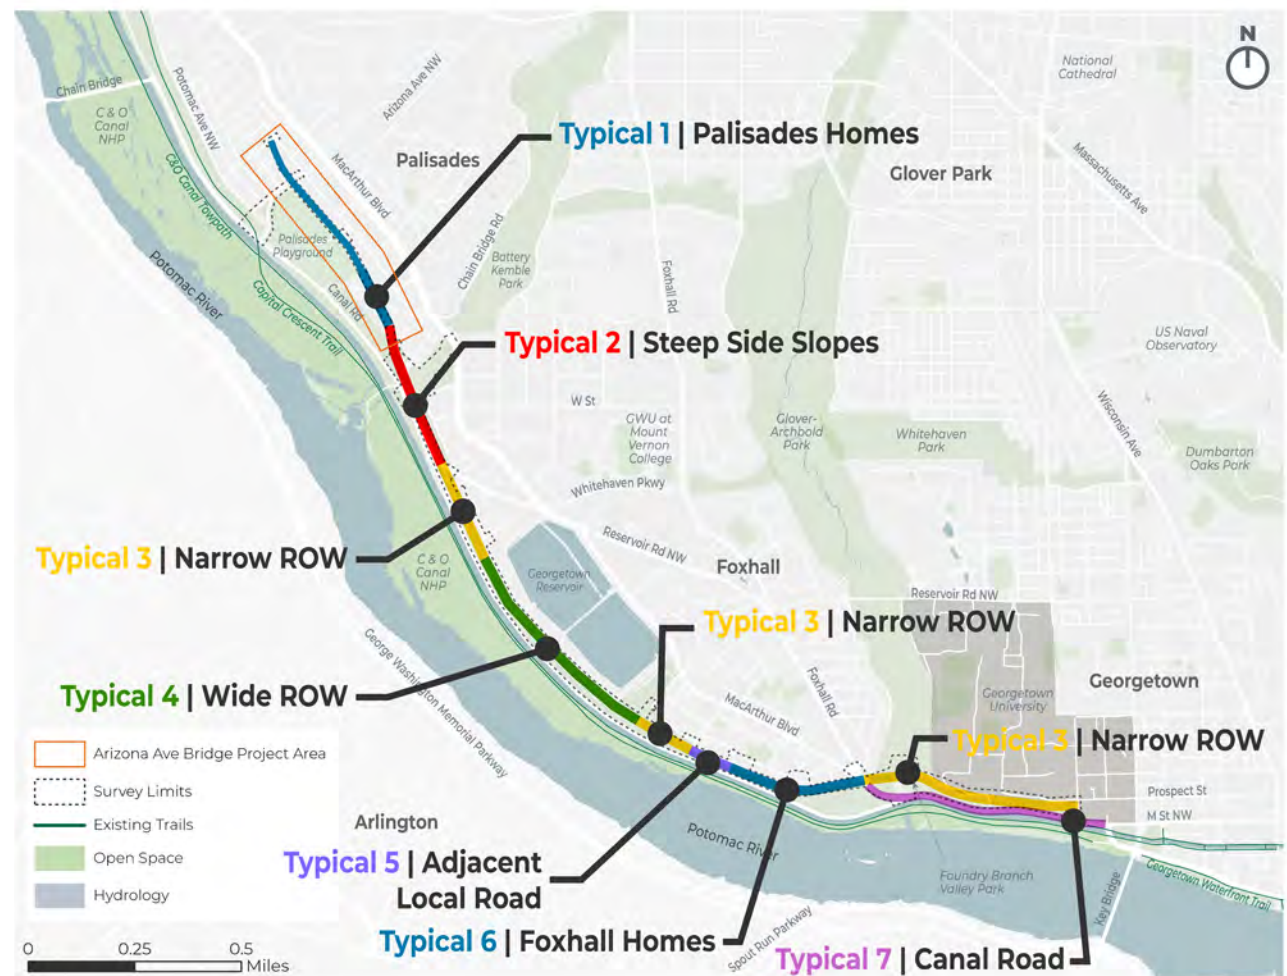 N
National
Cathedral
Chain Bridge
Potomac Ave NW
Arizona Ave NW
C & O
Canal
NHP
Typical 1 | Palisades Homes
Palisades
MacArthur Blvd
Glover Park
Massachusetts Ave
C&O Canal Towpath
Palisades
Playground
Chain Bridge Rd
Battery
Kemble
Park
Foxhall Rd
Potomac River
Canal Rd
Capital Crescent Trail
Typical 2 | Steep Side Slopes
US Naval
Observatory
W St
GWU at
Mount
Vernon
College
Glover-
Archbold
Park
Whitehaven
Park
Wisconsin Ave
Dumbarton
Oaks Park
Whitehaven Pkwy
Typical 3 | Narrow ROW
C & O
Canal
NHP
Georgetown
Reservoir
Reservoir Rd NW
Foxhall
Reservoir Rd NW
Typical 3 | Narrow ROW
George Washington Memorial Parkway
Typical 4 | Wide ROW
MacArthur Blvd
Foxhall Rd
Georgetown
University
Georgetown
Typical 3 | Narrow ROW
Arizona Ave Bridge Project Area
Survey Limits
Existing Trails
Open Space
Hydrology
Prospect St
M St NW
Arlington
Potomac River
Typical 5 | Adjacent
Local Road
Foundry Branch
Valley Park
Key Bridge
Georgetown Waterfront Trail
Typical 6 | Foxhall Homes
Spout Run Parkway
Typical 7 | Canal Road
0 0.25 0.5
Miles